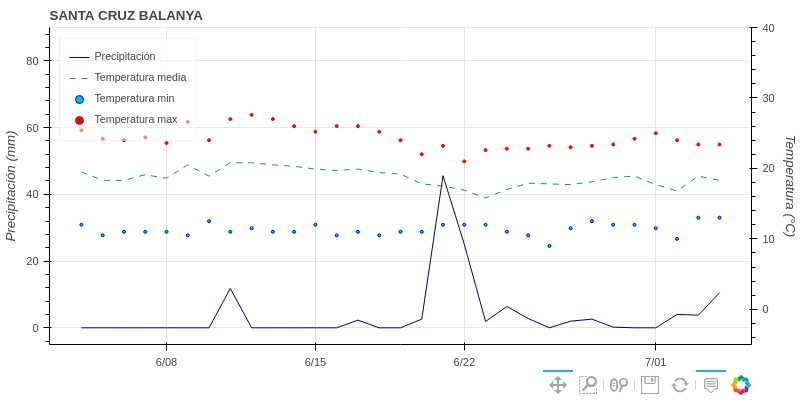 SANTA CRUZ BALANYA
Precipitación
Temperatura media
Temperatura min
Temperatura max
Precipitación (mm)
80
60
40
20
0
Temperatura (°C)
40
30
20
10
0
6/08
6/15
6/22
7/01